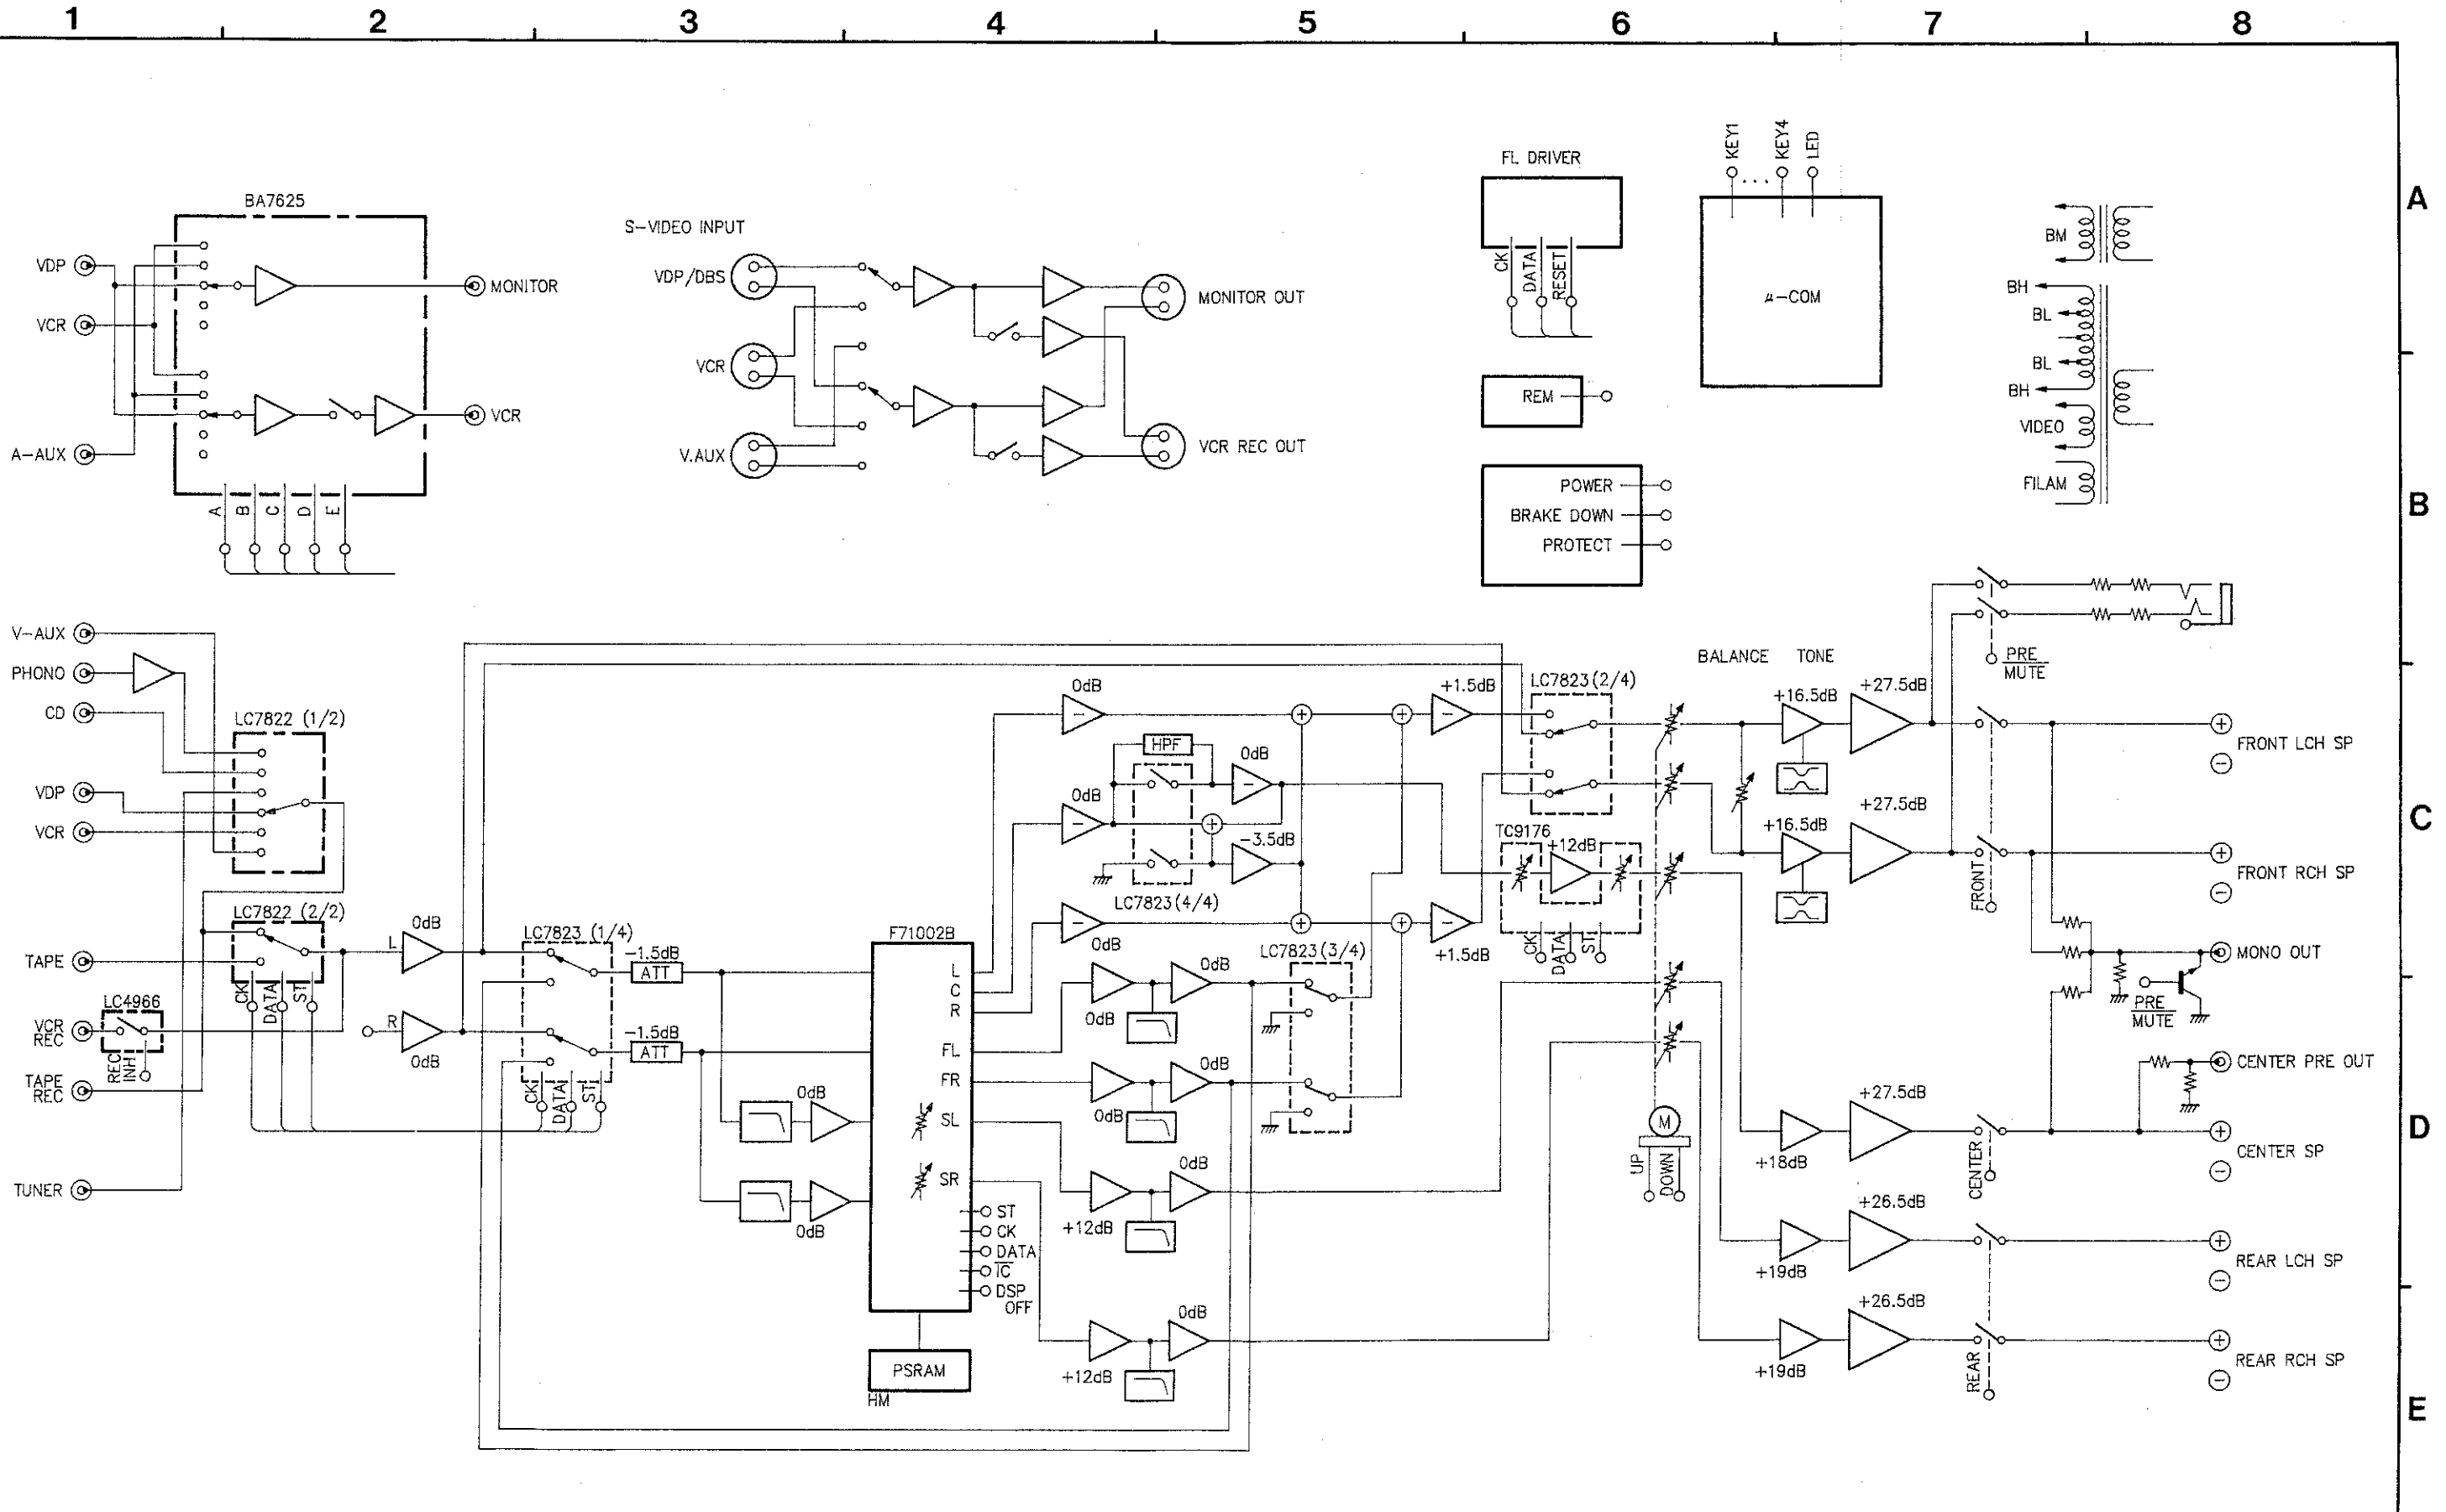 1 2 3 4 5 6 7 8
A
B
C
D
E
BA7625
VDP
VCR
A-AUX
MONITOR
VCR
A B C D E
S-VIDEO INPUT
VDP/DBS
VCR
V.AUX
MONITOR OUT
VCR REC OUT
FL DRIVER
CK
DATA
RESET
REM
POWER
BRAKE DOWN
PROTECT
KEY1
...
KEY4
LED
μ-COM
BM
BH
BL
BL
BH
VIDEO
FILAM
V-AUX
PHONO
CD
VDP
VCR
TAPE
VCR
REC
TAPE
REC
TUNER
LC7822 (1/2)
LC7822 (2/2)
CK
DATA
ST
LC4966
REC
INH
L
0dB
R
0dB
LC7823 (1/4)
CK
DATA
ST
-1.5dB
ATT
-1.5dB
ATT
0dB
0dB
F71002B
L
C
R
FL
FR
SL
SR
ST
CK
DATA
IC
DSP
OFF
PSRAM
HM
0dB
-
HPF
0dB
-
0dB
-
+
-3.5dB
LC7823(4/4)
-
0dB
0dB
0dB
0dB
0dB
+12dB
0dB
+12dB
0dB
+
+
+
+
LC7823(3/4)
+1.5dB
-
-
+1.5dB
LC7823(2/4)
TC9176
+12dB
CK
DATA
ST
BALANCE TONE
M
UP
DOWN
+16.5dB
+27.5dB
+16.5dB
+27.5dB
+18dB
+27.5dB
+19dB
+26.5dB
+19dB
+26.5dB
PRE
MUTE
FRONT
CENTER
REAR
+
FRONT LCH SP
-
+
FRONT RCH SP
-
MONO OUT
PRE
MUTE
CENTER PRE OUT
+
CENTER SP
-
+
REAR LCH SP
-
+
REAR RCH SP
-